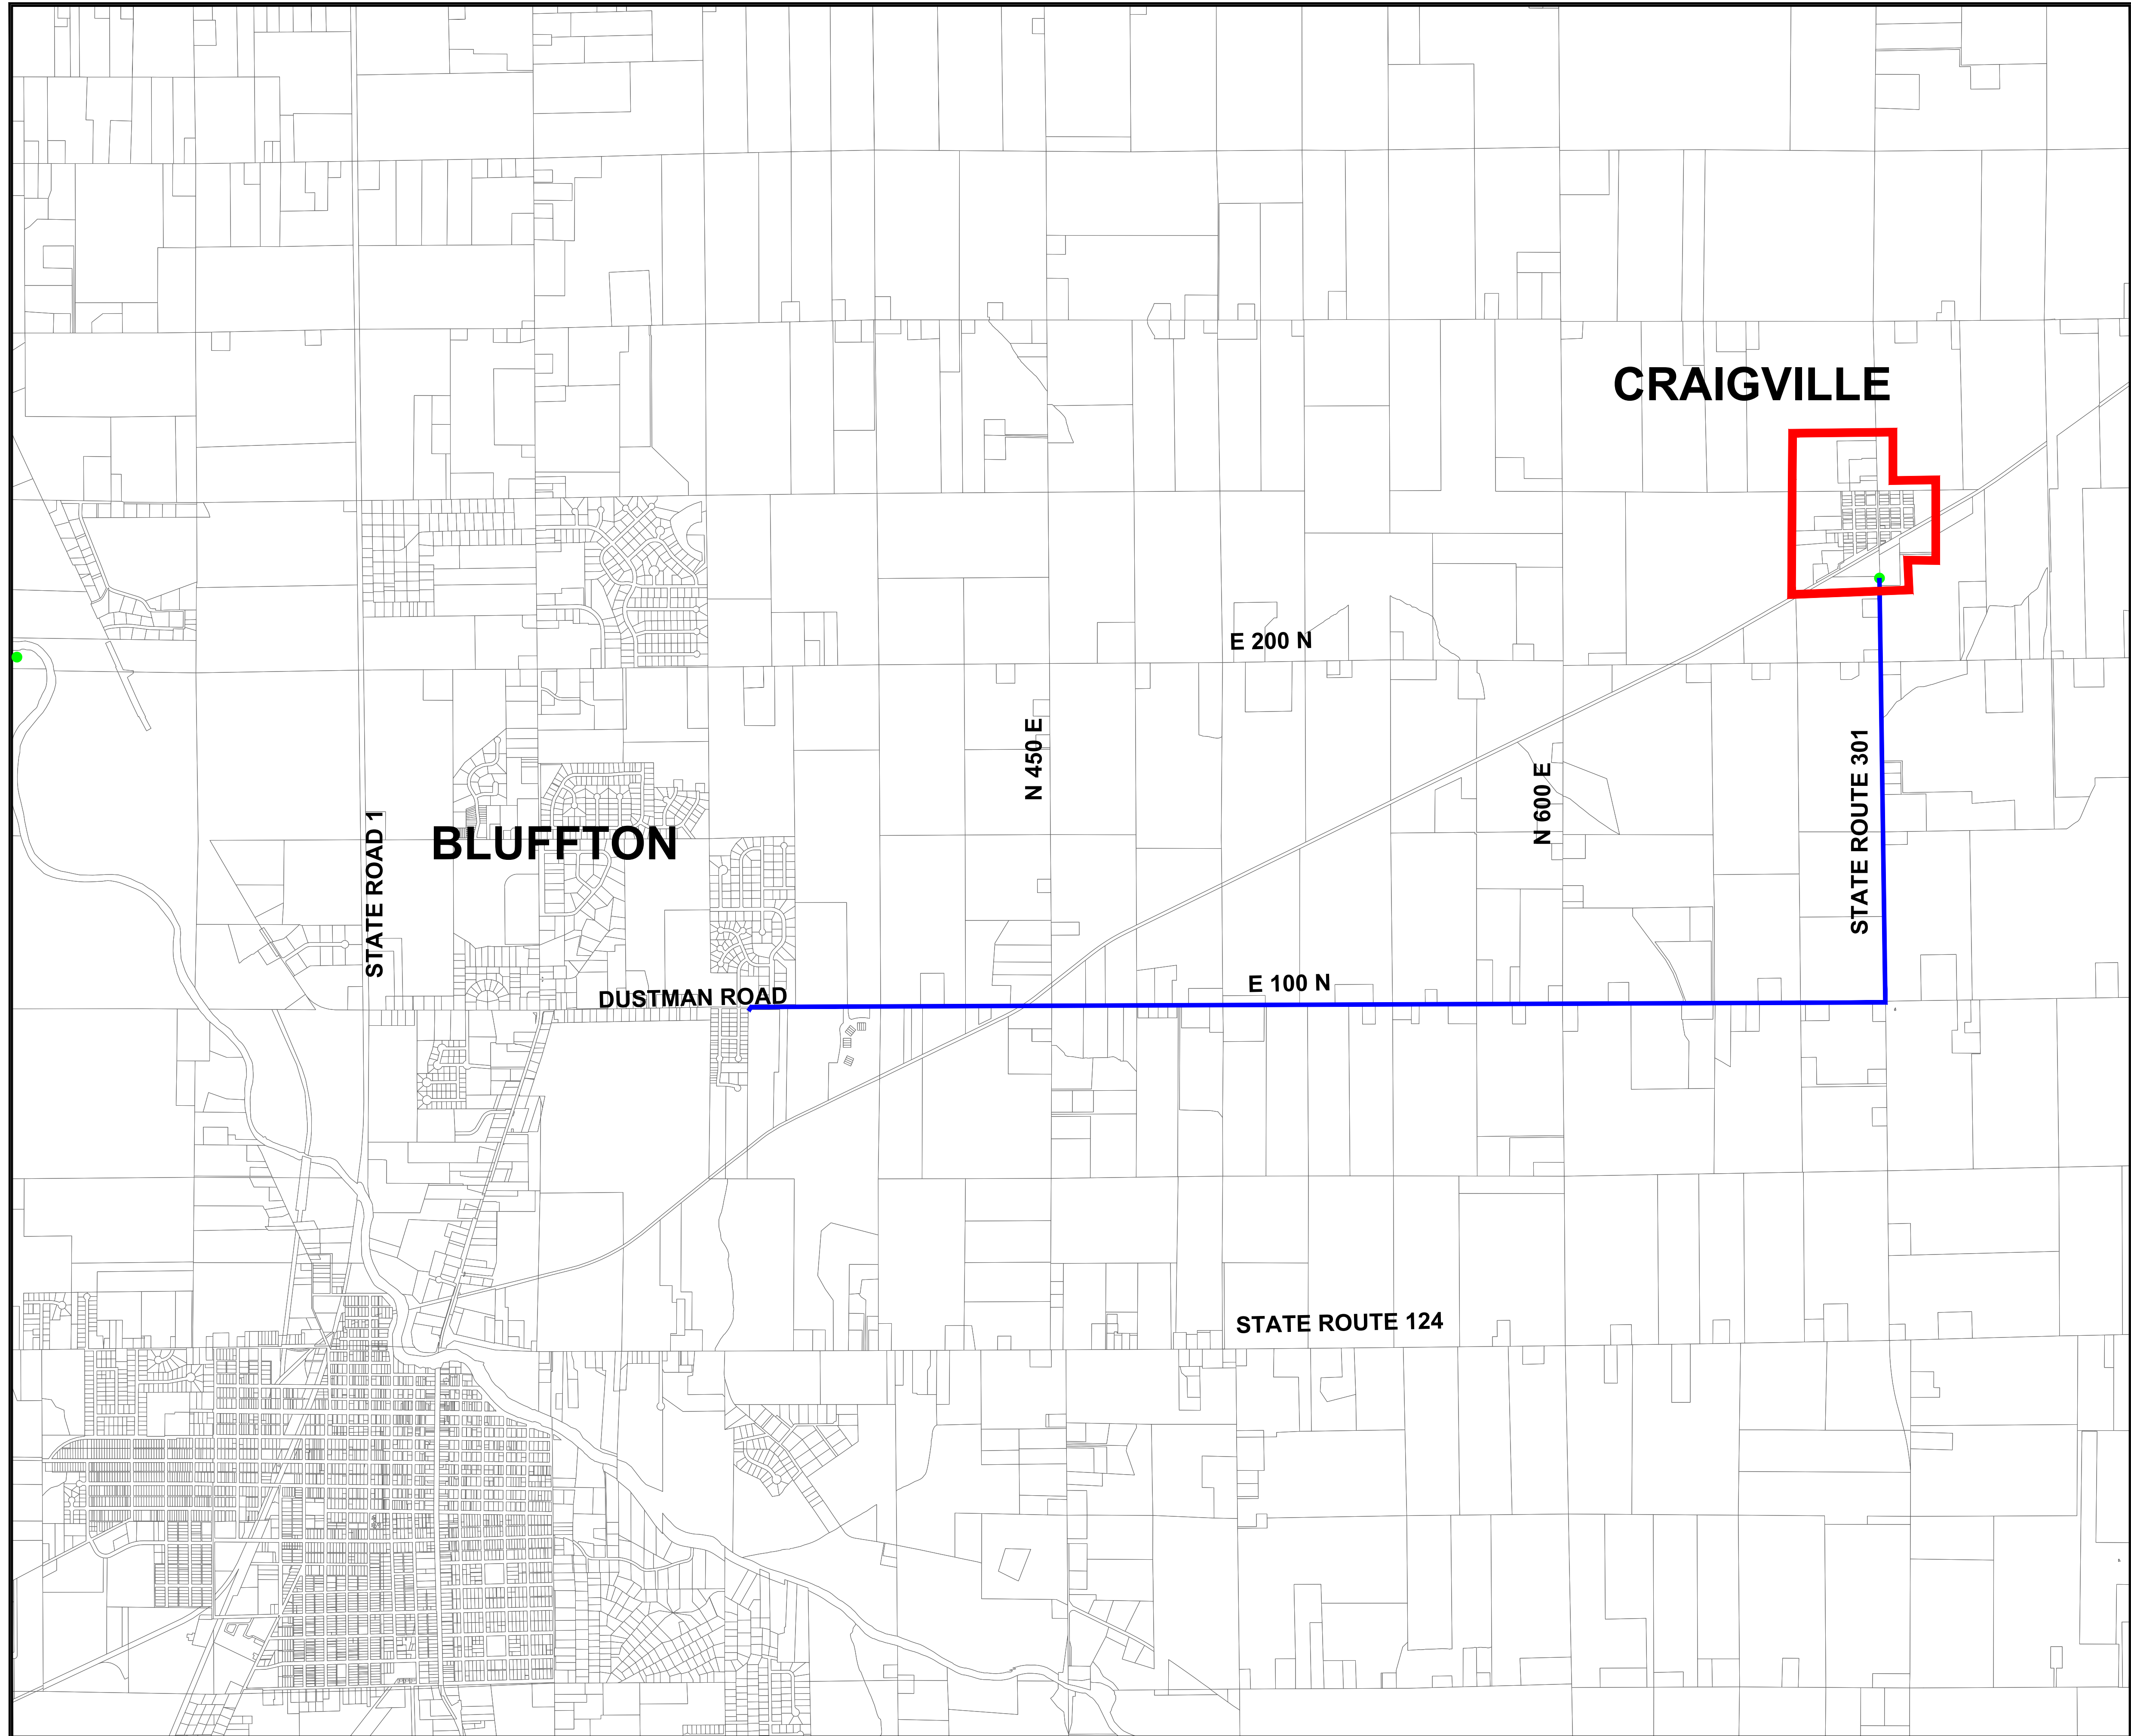 CRAIGVILLE
E 200 N
N 450 E
N 600 E
STATE ROUTE 301
STATE ROAD 1
BLUFFTON
DUSTMAN ROAD
E 100 N
STATE ROUTE 124